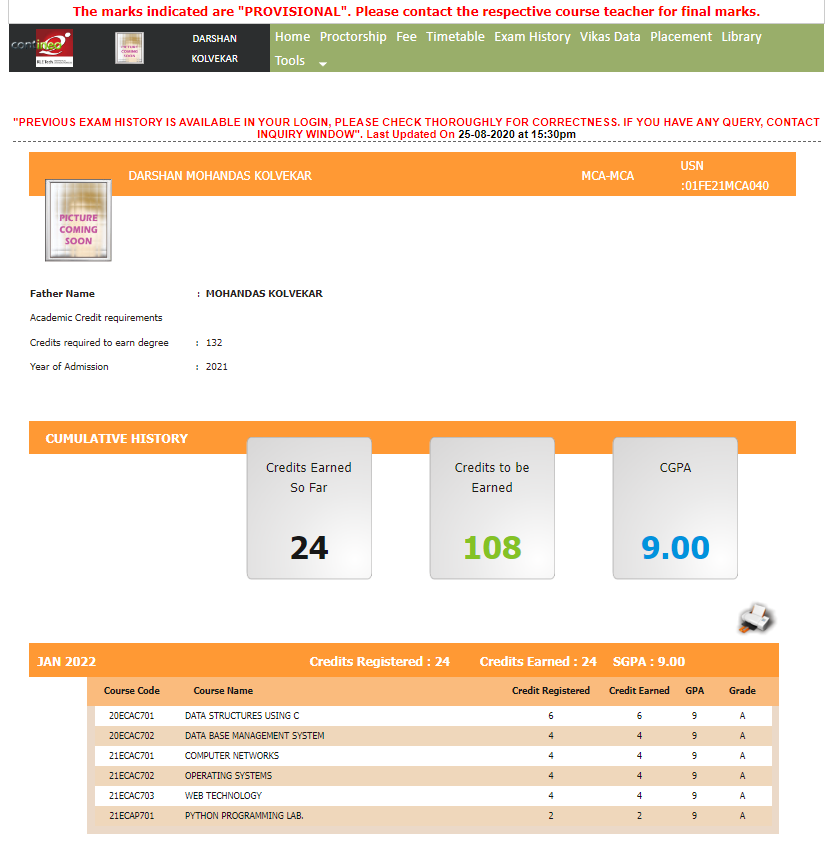 The marks indicated are "PROVISIONAL". Please contact the respective course teacher for final marks.
contineo
DARSHAN
KOLVEKAR
PICTURE
COMING
SOON
Home Proctorship Fee Timetable Exam History Vikas Data Placement Library
Tools
"PREVIOUS EXAM HISTORY IS AVAILABLE IN YOUR LOGIN, PLEASE CHECK THOROUGHLY FOR CORRECTNESS. IF YOU HAVE ANY QUERY, CONTACT
INQUIRY WINDOW". Last Updated On 25-08-2020 at 15:30pm
DARSHAN MOHANDAS KOLVEKAR MCA-MCA USN
:01FE21MCA040
PICTURE
COMING
SOON
Father Name : MOHANDAS KOLVEKAR
Academic Credit requirements
Credits required to earn degree : 132
Year of Admission : 2021
CUMULATIVE HISTORY
Credits Earned
So Far
24
Credits to be
Earned
108
CGPA
9.00
JAN 2022 Credits Registered : 24 Credits Earned : 24 SGPA : 9.00
Course Code Course Name Credit Registered Credit Earned GPA Grade
20ECAC701 DATA STRUCTURES USING C 6 6 9 A
20ECAC702 DATA BASE MANAGEMENT SYSTEM 4 4 9 A
21ECAC701 COMPUTER NETWORKS 4 4 9 A
21ECAC702 OPERATING SYSTEMS 4 4 9 A
21ECAC703 WEB TECHNOLOGY 4 4 9 A
21ECAP701 PYTHON PROGRAMMING LAB. 2 2 9 A